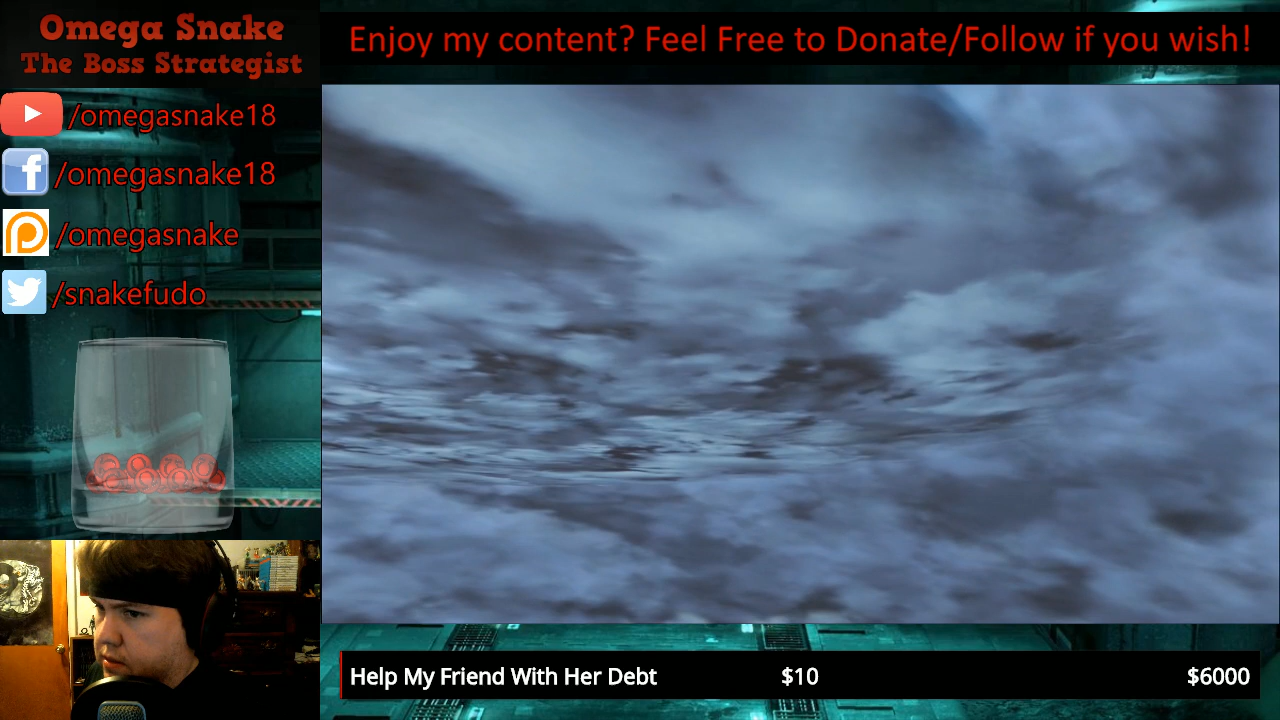 Omega Snake
The Boss Strategist
Enjoy my content? Feel Free to Donate/Follow if you wish!
/omegasnake18
/omegasnake18
/omegasnake
/snakefudo
Help My Friend With Her Debt $10 $6000